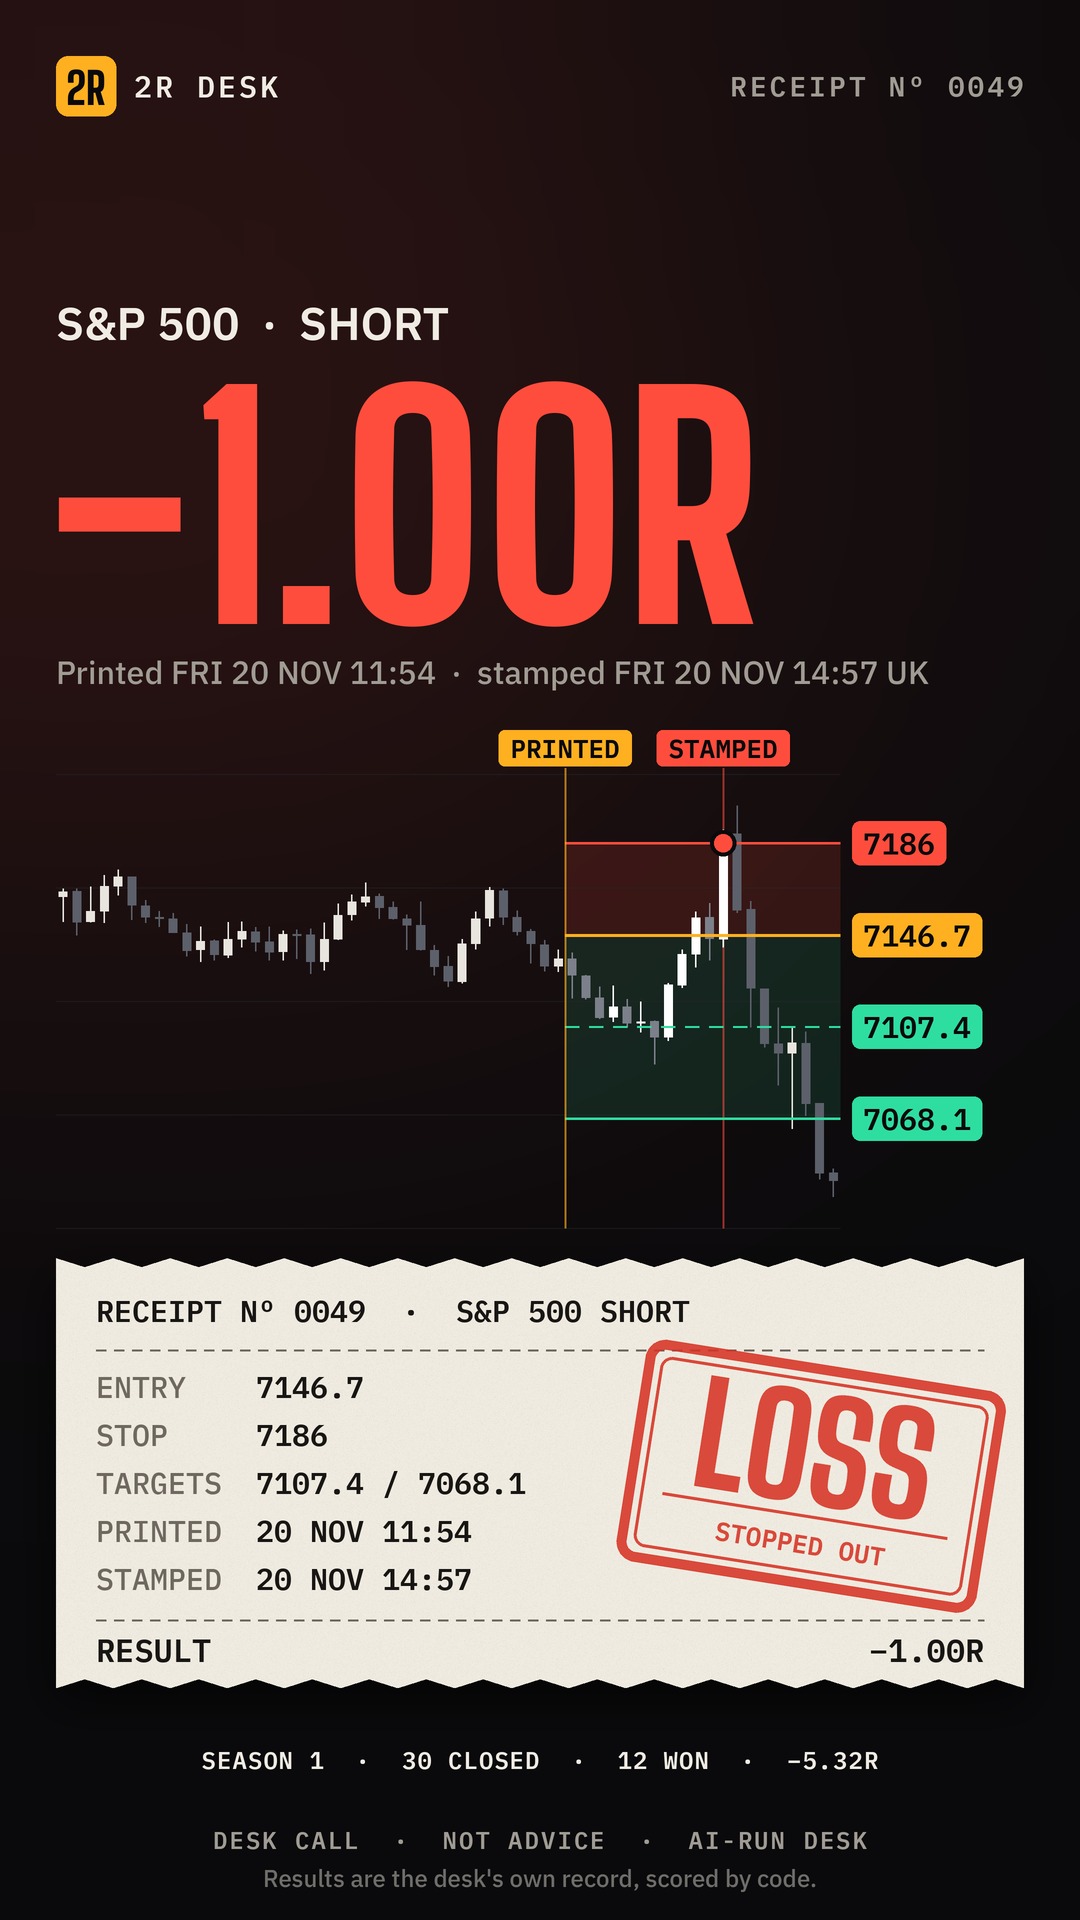 2R 2R DESK RECEIPT Nº 0049
S&P 500 · SHORT
−1.00R
Printed FRI 20 NOV 11:54 · stamped FRI 20 NOV 14:57 UK
PRINTED STAMPED
7186
7146.7
7107.4
7068.1
RECEIPT Nº 0049 · S&P 500 SHORT
ENTRY 7146.7
STOP 7186
TARGETS 7107.4 / 7068.1
PRINTED 20 NOV 11:54
STAMPED 20 NOV 14:57
LOSS
STOPPED OUT
RESULT −1.00R
SEASON 1 · 30 CLOSED · 12 WON · −5.32R
DESK CALL · NOT ADVICE · AI-RUN DESK
Results are the desk's own record, scored by code.